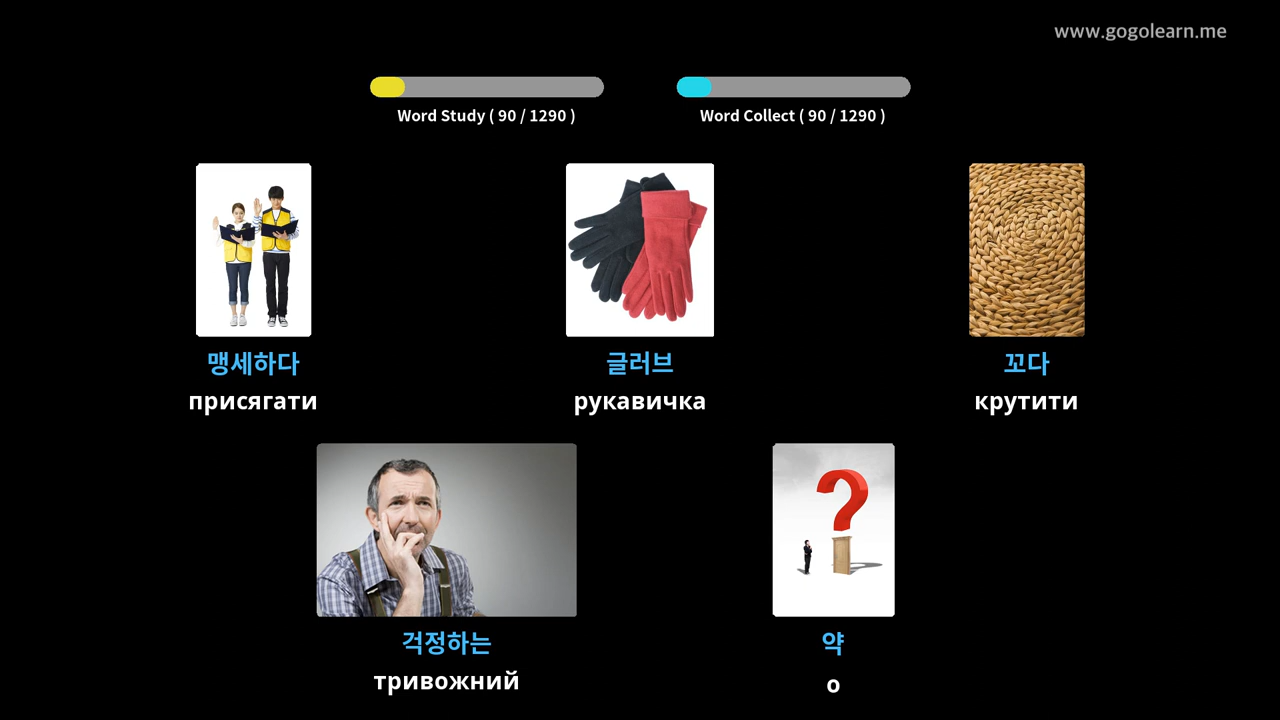 www.gogolearn.me
Word Study ( 90 / 1290 )
Word Collect ( 90 / 1290 )
맹세하다
присягати
글러브
рукавичка
꼬다
крутити
걱정하는
тривожний
약
о